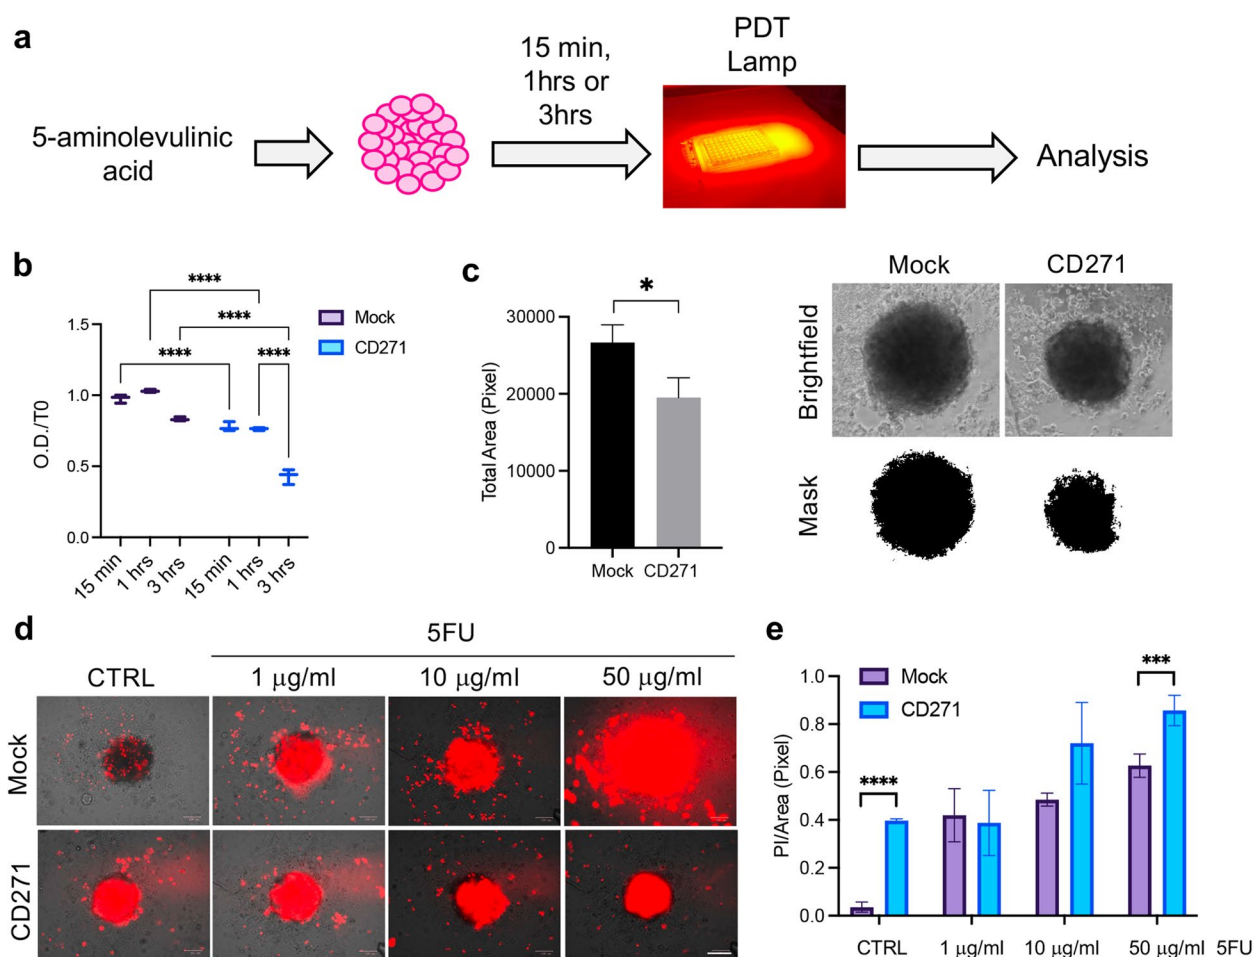 a
5-aminolevulinic
acid
15 min,
1hrs or
3hrs
PDT
Lamp
Analysis
b
****
****
****
****
Mock
CD271
1.5
1.0
0.5
0.0
O.D./T0
15 min
1 hrs
3 hrs
15 min
1 hrs
3 hrs
c
*
30000
20000
10000
0
Total Area (Pixel)
Mock CD271
Mock CD271
Brightfield
Mask
d
5FU
CTRL 1 μg/ml 10 μg/ml 50 μg/ml
Mock
CD271
e
Mock
CD271
****
***
1.0
0.8
0.6
0.4
0.2
0.0
PI/Area (Pixel)
CTRL 1 μg/ml 10 μg/ml 50 μg/ml 5FU